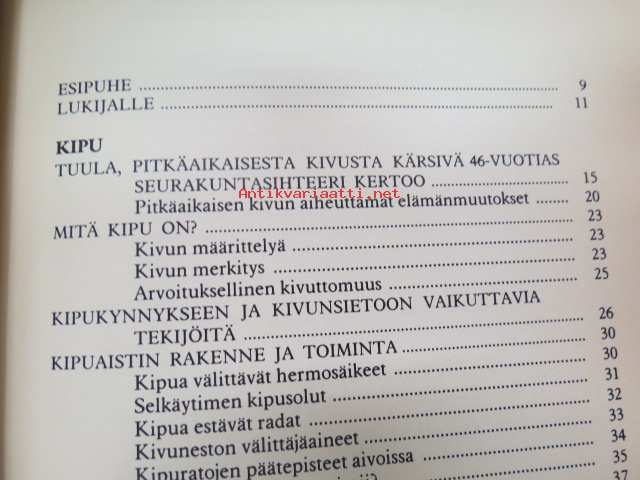 ESIPUHE ........ 9
LUKIJALLE ........ 11
KIPU
TUULA, PITKÄAIKAISESTA KIVUSTA KÄRSIVÄ 46-VUOTIAS
SEURAKUNTASIHTEERI KERTOO ........ 15
Antikvariaatti.net
Pitkäaikaisen kivun aiheuttamat elämänmuutokset ........ 20
MITÄ KIPU ON? ........ 23
Kivun määrittelyä ........ 23
Kivun merkitys ........ 23
Arvoituksellinen kivuttomuus ........ 25
KIPUKYNNYKSEEN JA KIVUNSIETOON VAIKUTTAVIA
TEKIJÖITÄ ........ 26
KIPUAISTIN RAKENNE JA TOIMINTA ........ 30
Kipua välittävät hermosäikeet ........ 30
Selkäytimen kipusolut ........ 31
Kipua estävät radat ........ 32
Kivuneston välittäjäaineet ........ 33
Kipuratojen päätepisteet aivoissa ........ 34
35
37